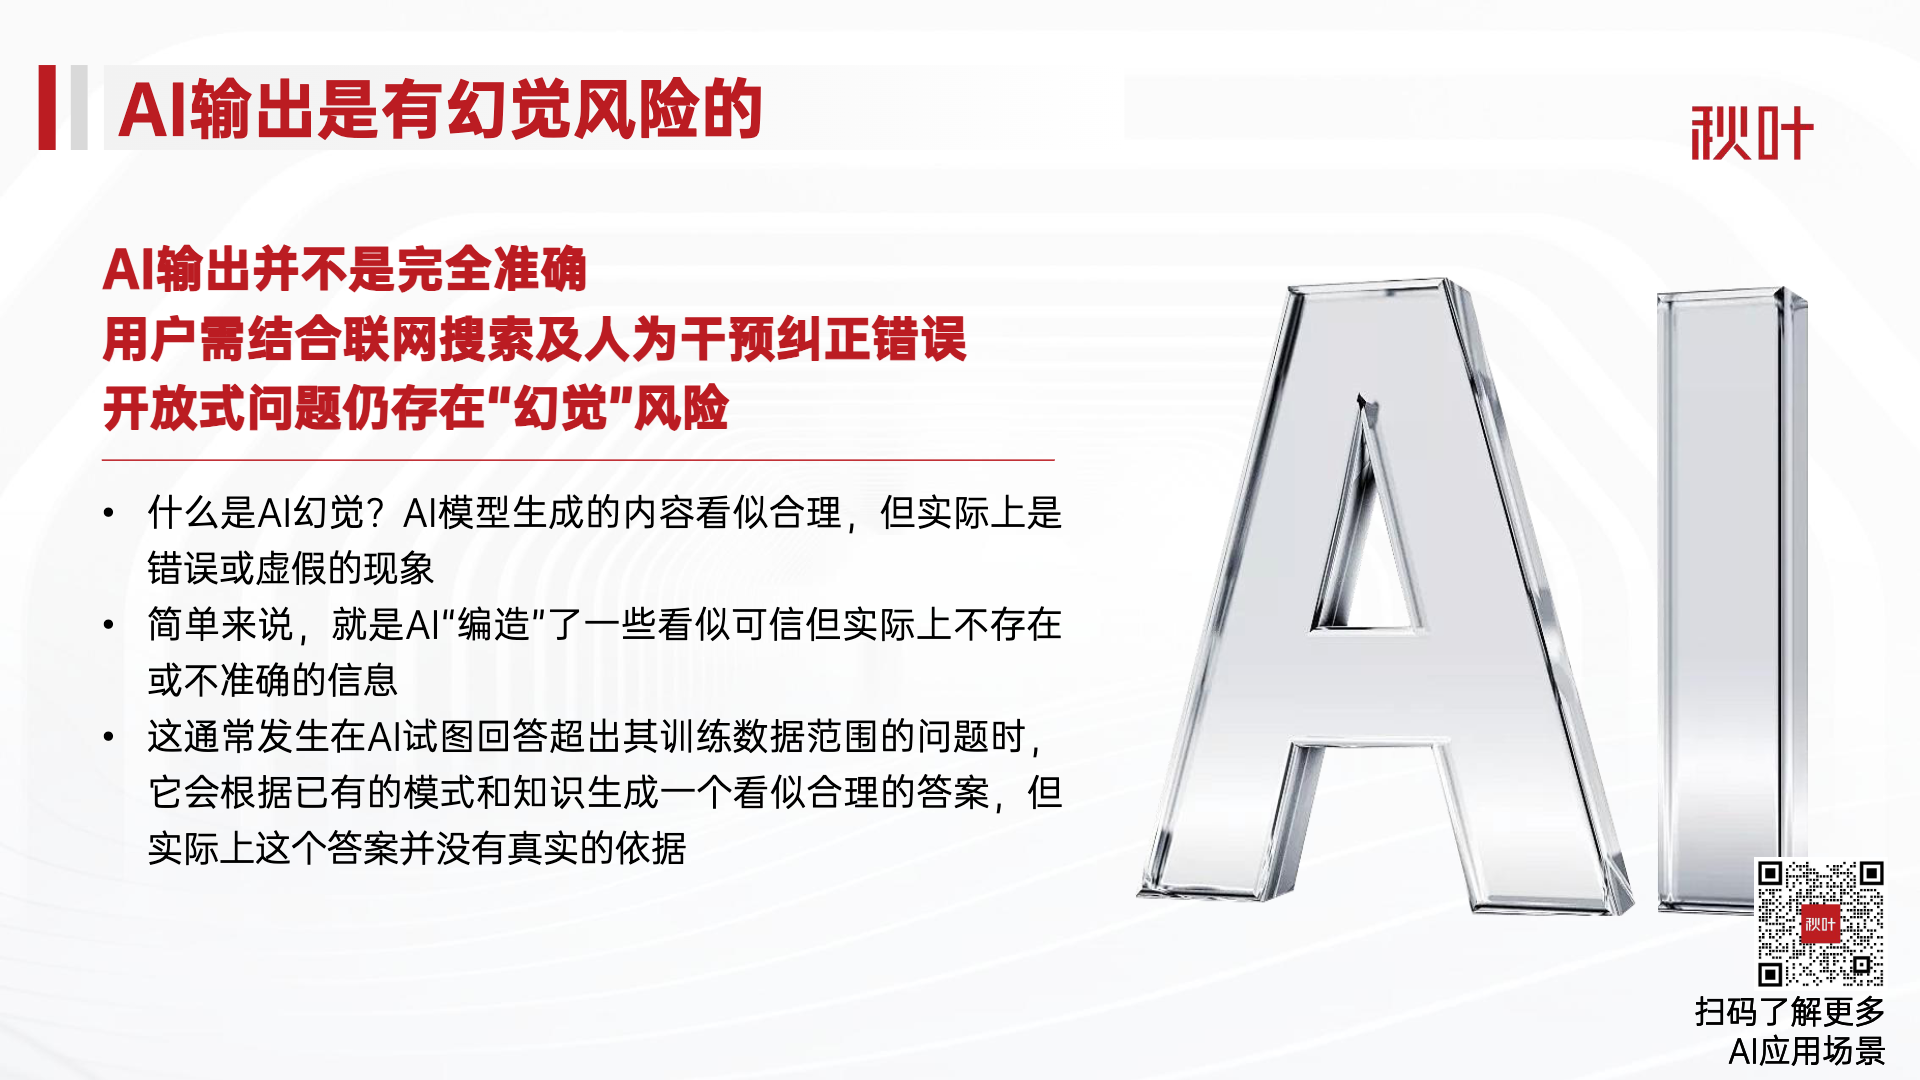 AI输出是有幻觉风险的
秋叶
AI输出并不是完全准确
用户需结合联网搜索及人为干预纠正错误
开放式问题仍存在“幻觉”风险
• 什么是AI幻觉？AI模型生成的内容看似合理，但实际上是
错误或虚假的现象
• 简单来说，就是AI“编造”了一些看似可信但实际上不存在
或不准确的信息
• 这通常发生在AI试图回答超出其训练数据范围的问题时，
它会根据已有的模式和知识生成一个看似合理的答案，但
实际上这个答案并没有真实的依据
AI
秋叶
扫码了解更多
AI应用场景